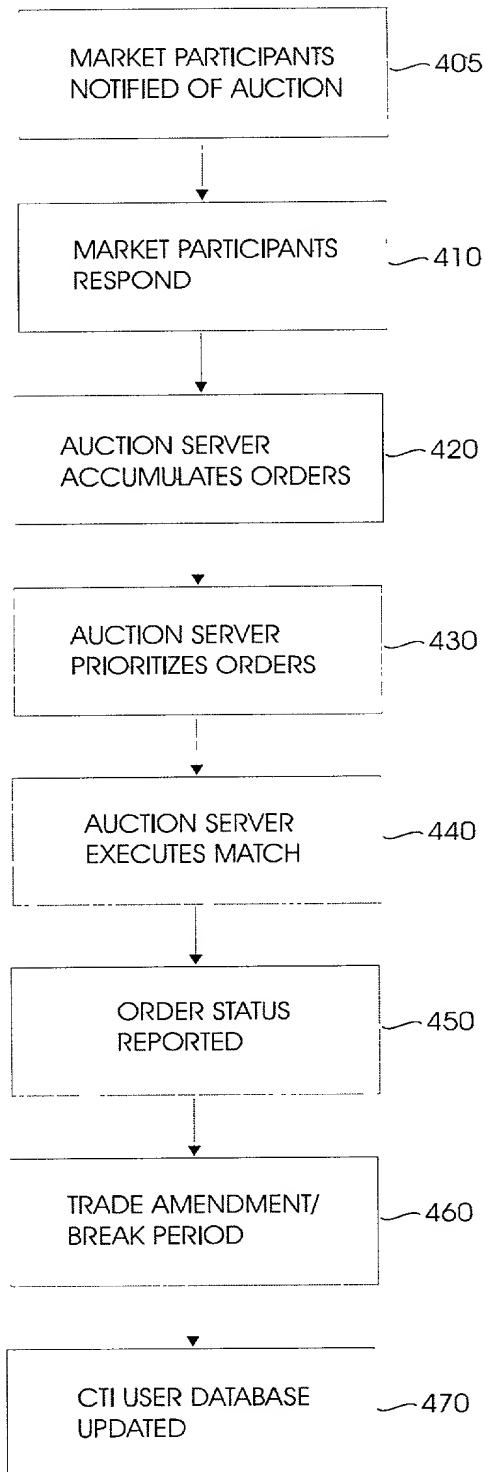 MARKET PARTICIPANTS
NOTIFIED OF AUCTION
405
MARKET PARTICIPANTS
RESPOND
410
AUCTION SERVER
ACCUMULATES ORDERS
420
AUCTION SERVER
PRIORITIZES ORDERS
430
AUCTION SERVER
EXECUTES MATCH
440
ORDER STATUS
REPORTED
450
TRADE AMENDMENT/
BREAK PERIOD
460
CTI USER DATABASE
UPDATED
470